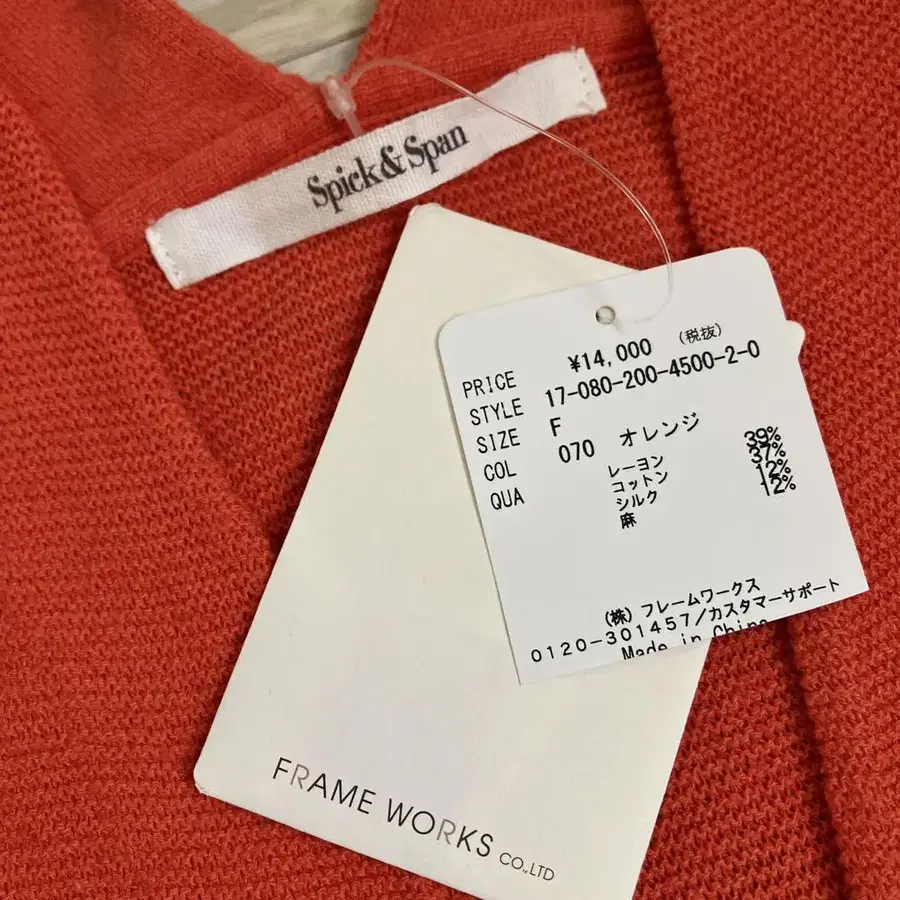 Spick&Span
PRICE ¥14,000 (税抜)
STYLE 17-080-200-4500-2-0
SIZE F
COL 070 オレンジ
QUA レーヨン 39%
コットン 37%
シルク 12%
麻 12%
(株) フレームワークス
0120-301457/カスタマーサポート
Made in China
FRAME WORKS CO.,LTD